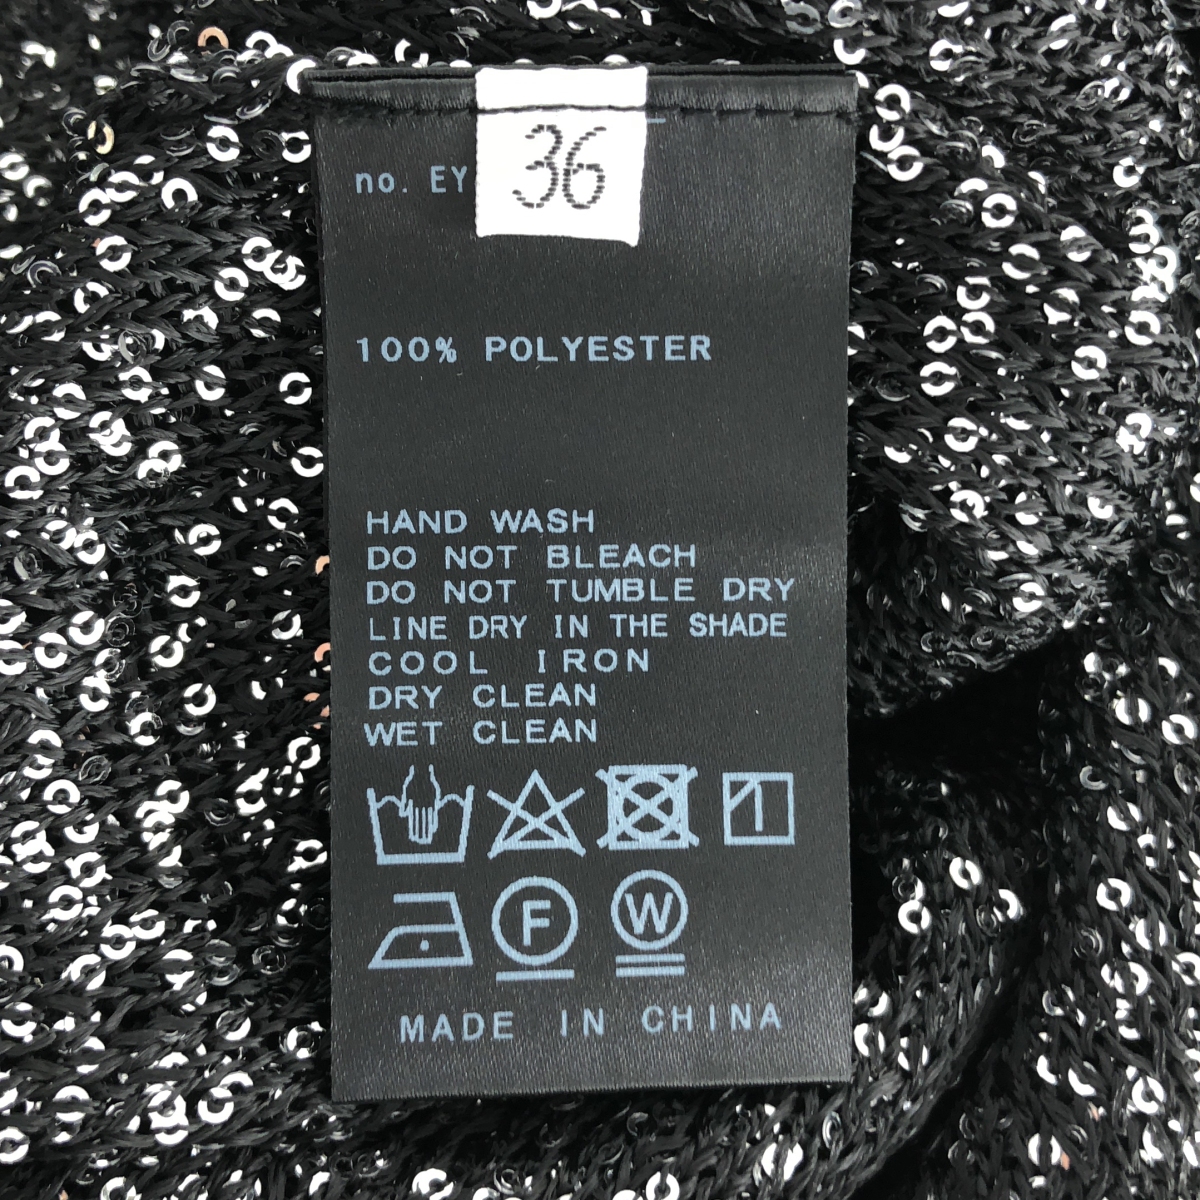 36
no. EY
100% POLYESTER
HAND WASH
DO NOT BLEACH
DO NOT TUMBLE DRY
LINE DRY IN THE SHADE
COOL IRON
DRY CLEAN
WET CLEAN
F W
MADE IN CHINA